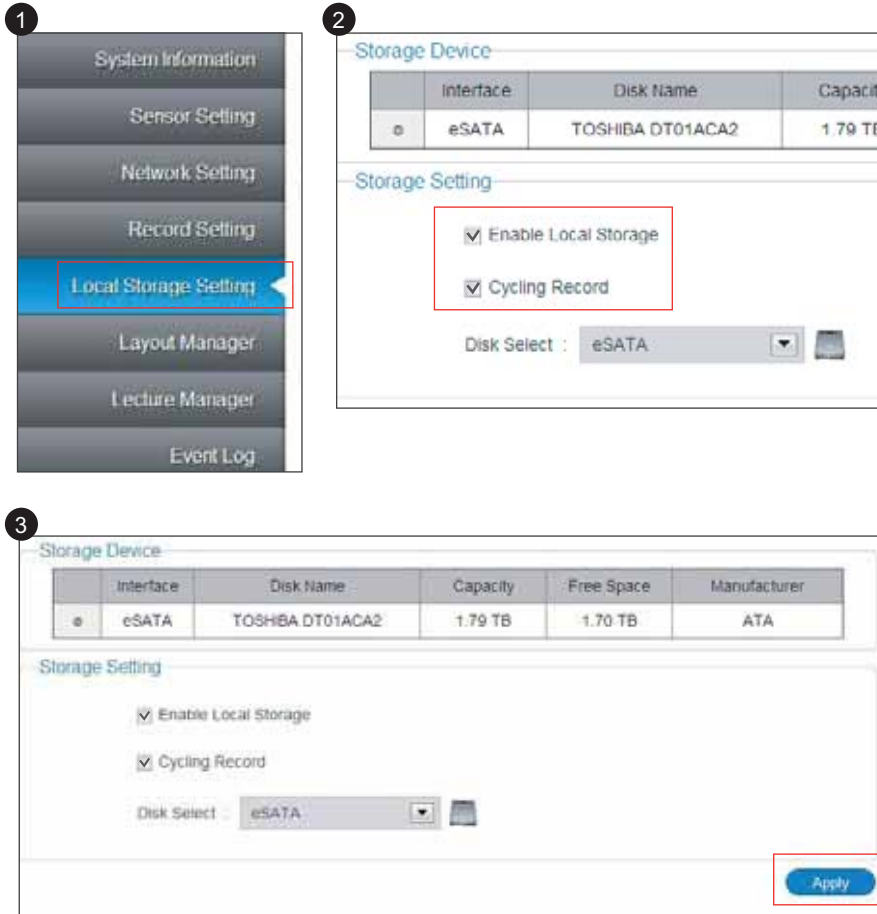 1
System Information
Sensor Setting
Network Setting
Record Setting
Local Storage Setting
Layout Manager
Lecture Manager
Event Log
2
Storage Device
Interface Disk Name
eSATA TOSHIBA DT01ACA2 1.79
Storage Setting
Enable Local Storage
Cycling Record
Disk Select : eSATA
3
Storage Device
Interface Disk Name Capacity Free Space Manufacturer
eSATA TOSHIBA DT01ACA2 1.79 TB 1.70 TB ATA
Storage Setting
Enable Local Storage
Cycling Record
Disk Select : eSATA
Apply